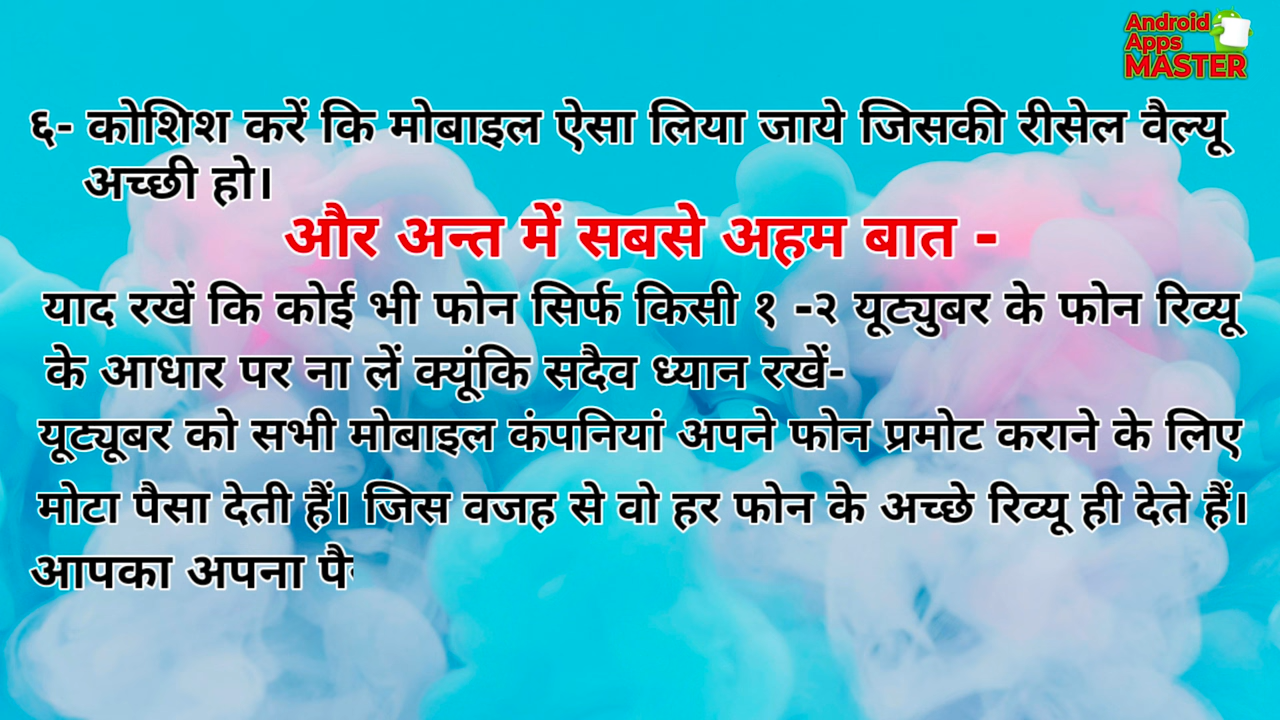 Android
Apps
MASTER
६- कोशिश करें कि मोबाइल ऐसा लिया जाये जिसकी रीसेल वैल्यू
अच्छी हो।
और अन्त में सबसे अहम बात -
याद रखें कि कोई भी फोन सिर्फ किसी १ -२ यूट्युबर के फोन रिव्यू
के आधार पर ना लें क्यूंकि सदैव ध्यान रखें-
यूट्यूबर को सभी मोबाइल कंपनियां अपने फोन प्रमोट कराने के लिए
मोटा पैसा देती हैं। जिस वजह से वो हर फोन के अच्छे रिव्यू ही देते हैं।
आपका अपना